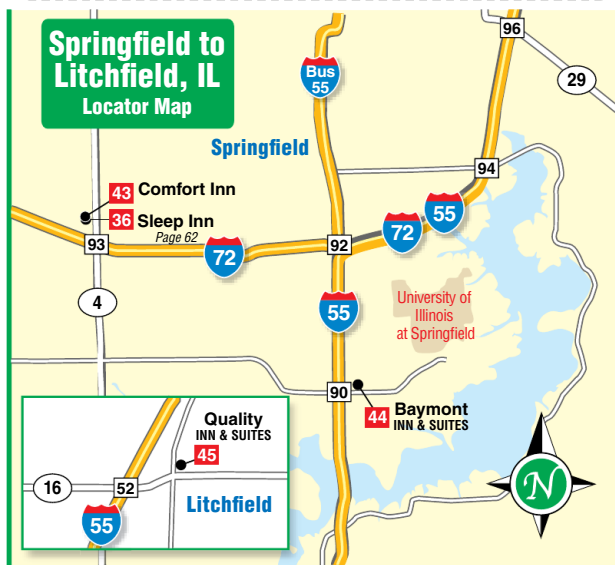 Springfield to
Litchfield, IL
Locator Map
96
Bus
55
29
Springfield
94
43 Comfort Inn
36 Sleep Inn
Page 62
93
72
92
72
55
4
55
University of
Illinois
at Springfield
90
44 Baymont
INN & SUITES
Quality
INN & SUITES
45
16
52
Litchfield
55
N